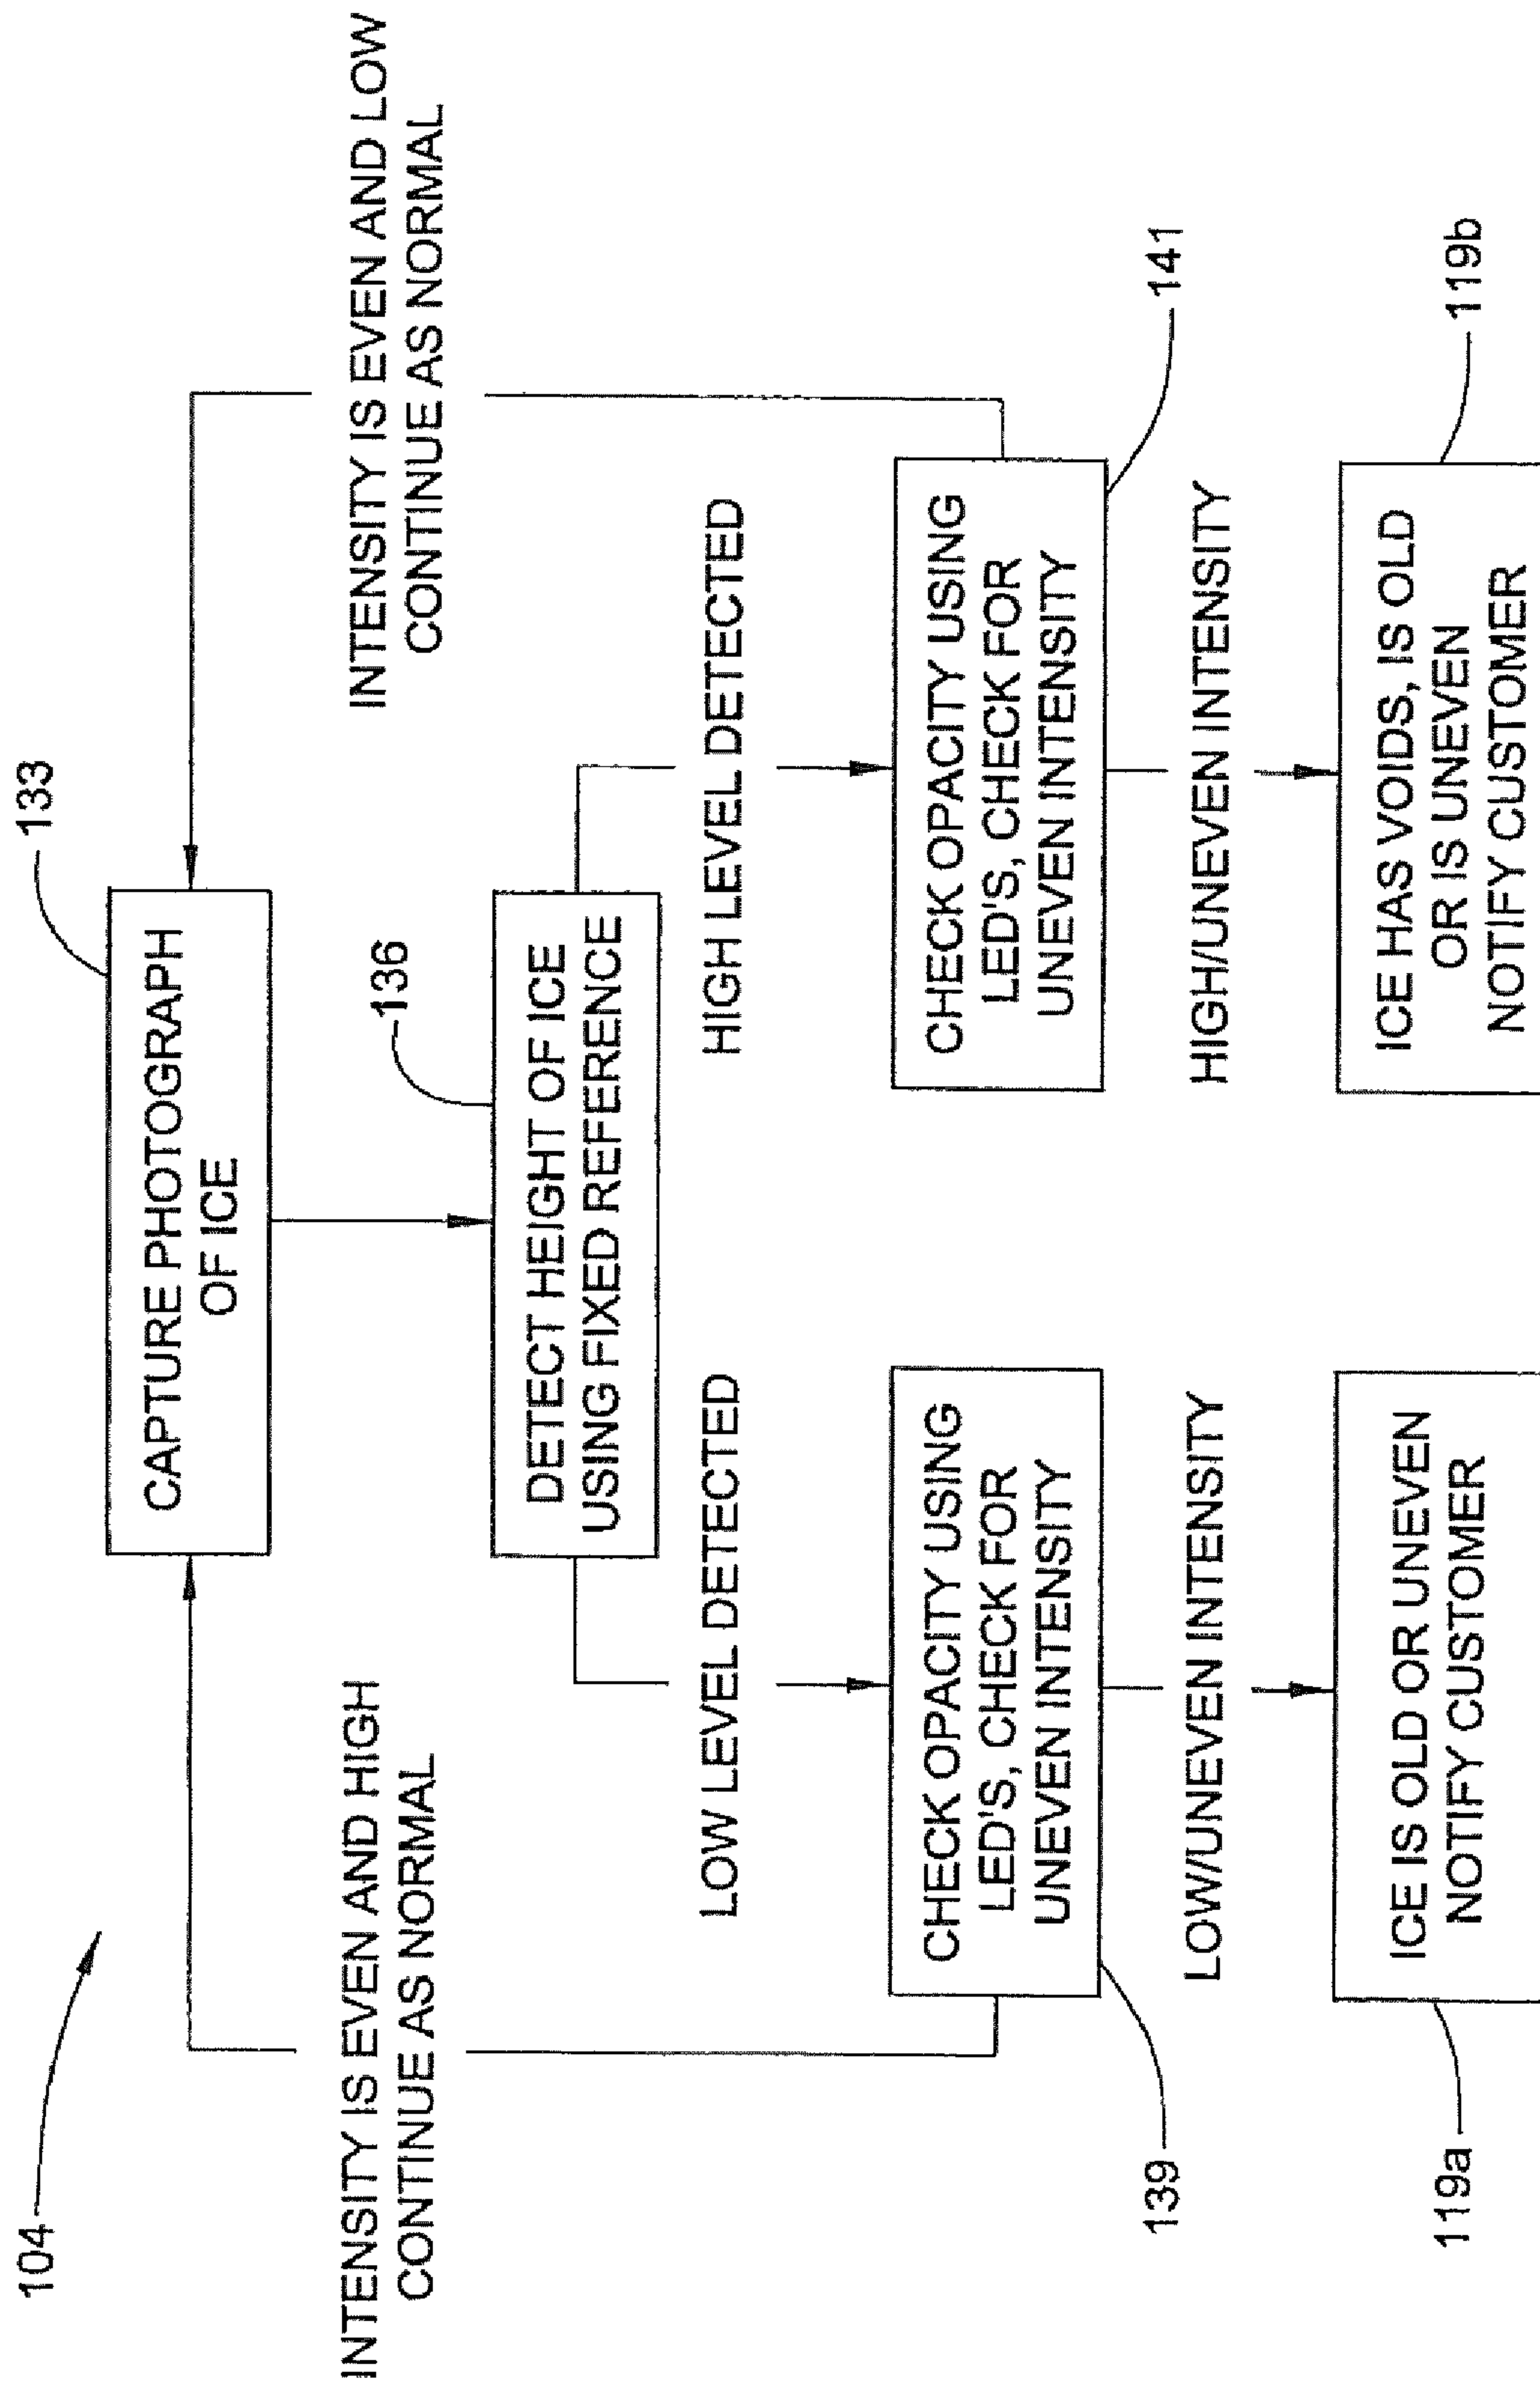 104
133
CAPTURE PHOTOGRAPH
OF ICE
INTENSITY IS EVEN AND HIGH
CONTINUE AS NORMAL
INTENSITY IS EVEN AND LOW
CONTINUE AS NORMAL
136
DETECT HEIGHT OF ICE
USING FIXED REFERENCE
LOW LEVEL DETECTED
HIGH LEVEL DETECTED
CHECK OPACITY USING
LED'S, CHECK FOR
UNEVEN INTENSITY
139
CHECK OPACITY USING
LED'S, CHECK FOR
UNEVEN INTENSITY
141
LOW/UNEVEN INTENSITY
HIGH/UNEVEN INTENSITY
119a
ICE IS OLD OR UNEVEN
NOTIFY CUSTOMER
ICE HAS VOIDS, IS OLD
OR IS UNEVEN
NOTIFY CUSTOMER
119b